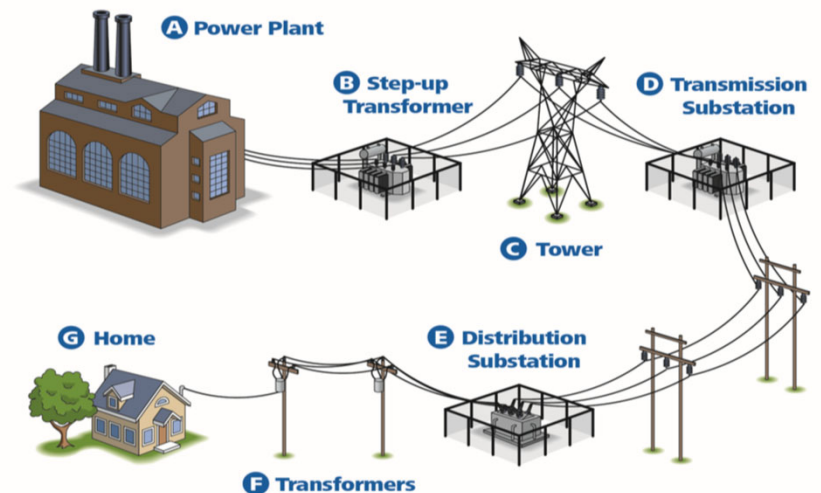 A Power Plant
B Step-up
Transformer
D Transmission
Substation
C Tower
G Home
E Distribution
Substation
F Transformers